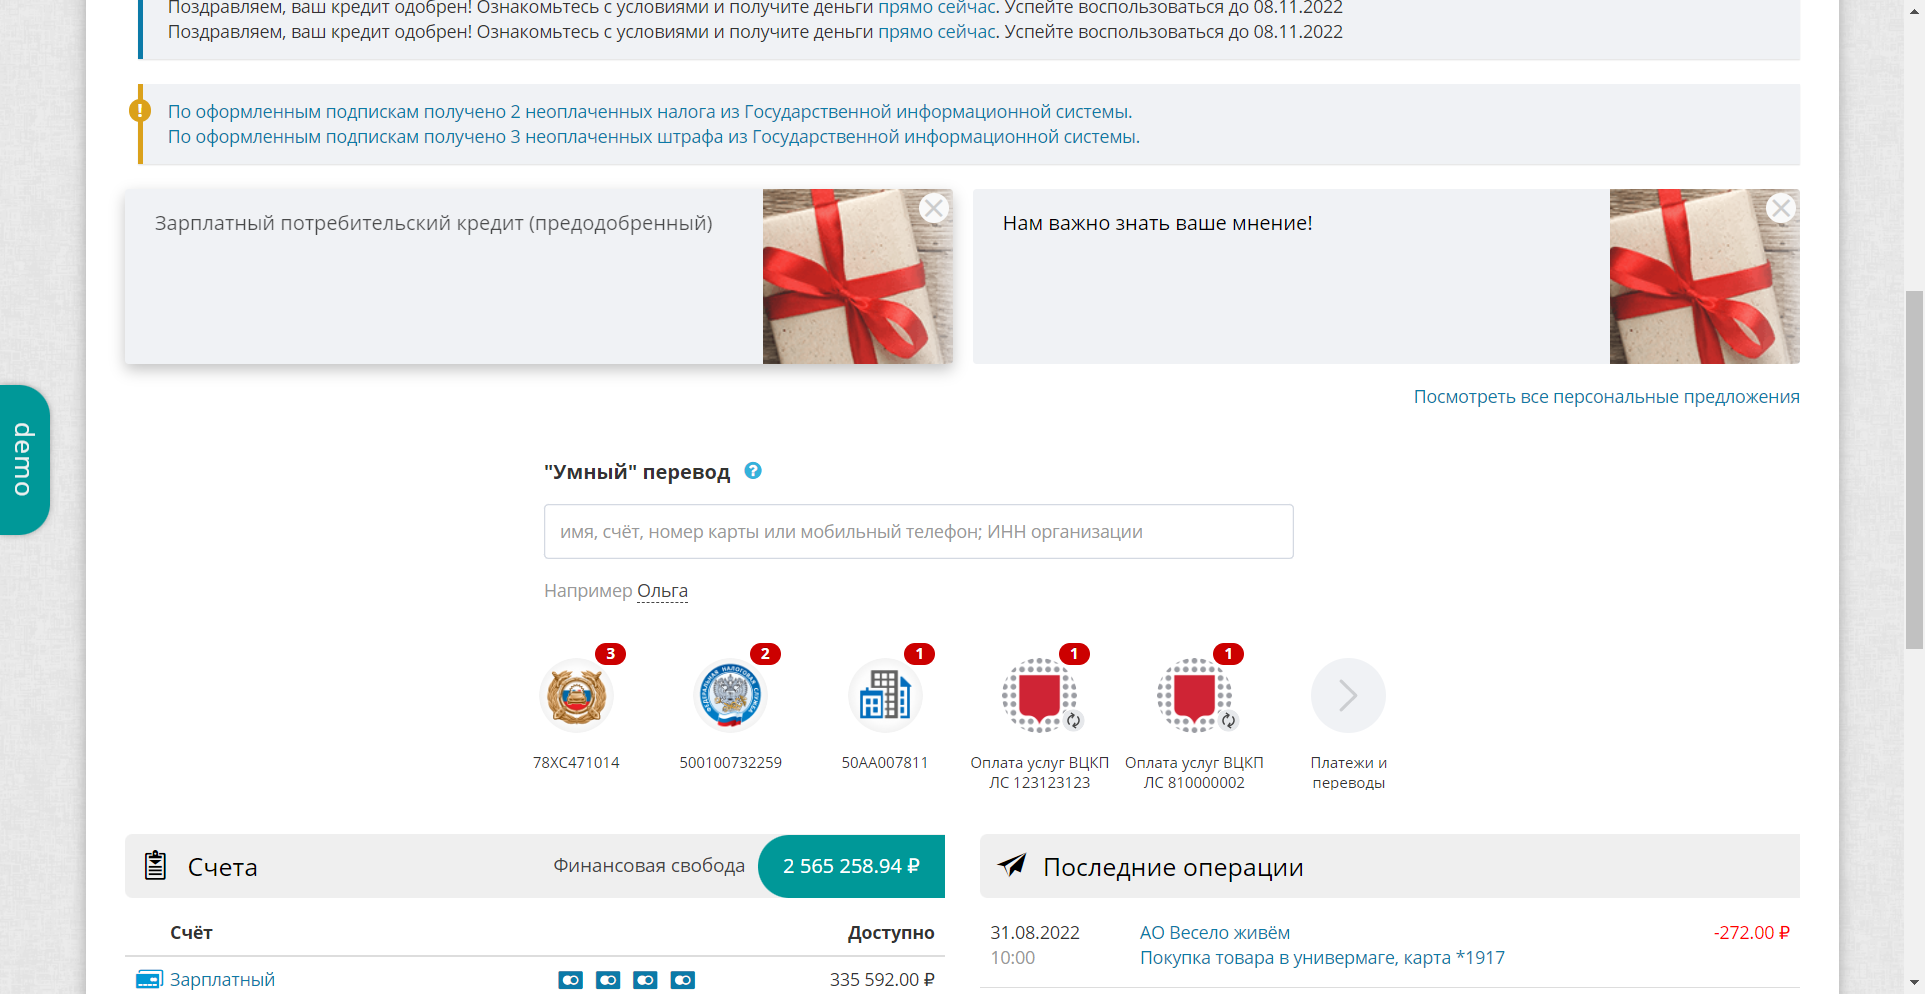 Поздравляем, ваш кредит одобрен! Ознакомьтесь с условиями и получите деньги прямо сейчас. Успейте воспользоваться до 08.11.2022
Поздравляем, ваш кредит одобрен! Ознакомьтесь с условиями и получите деньги прямо сейчас. Успейте воспользоваться до 08.11.2022
По оформленным подпискам получено 2 неоплаченных налога из Государственной информационной системы.
По оформленным подпискам получено 3 неоплаченных штрафа из Государственной информационной системы.
Зарплатный потребительский кредит (предодобренный)
Нам важно знать ваше мнение!
Посмотреть все персональные предложения
demo
"Умный" перевод ?
имя, счёт, номер карты или мобильный телефон; ИНН организации
Например Ольга
3
2
1
1
1
78ХС471014
500100732259
50АА007811
Оплата услуг ВЦКП
ЛС 123123123
Оплата услуг ВЦКП
ЛС 810000002
Платежи и
переводы
Счета
Финансовая свобода
2 565 258.94 ₽
Счёт
Доступно
Зарплатный
335 592.00 ₽
Последние операции
31.08.2022
10:00
АО Весело живём
Покупка товара в универмаге, карта *1917
-272.00 ₽